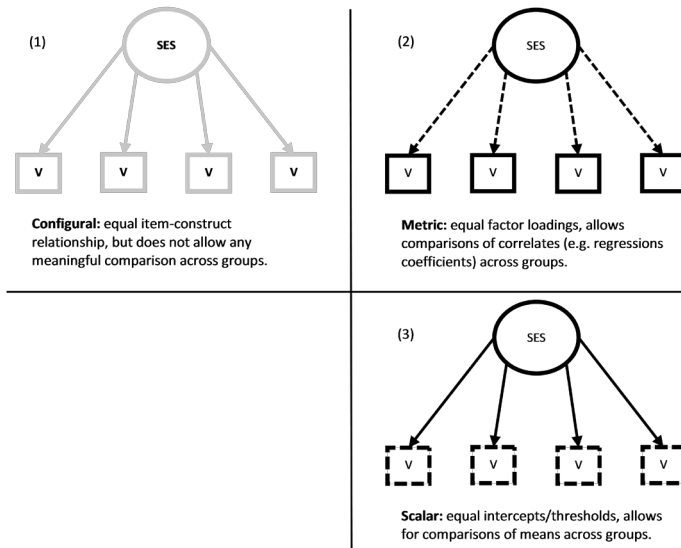 (1)
SES
V V V V
Configural: equal item-construct
relationship, but does not allow any
meaningful comparison across groups.
(2)
SES
V V V V
Metric: equal factor loadings, allows
comparisons of correlates (e.g. regressions
coefficients) across groups.
(3)
SES
V V V V
Scalar: equal intercepts/thresholds, allows
for comparisons of means across groups.